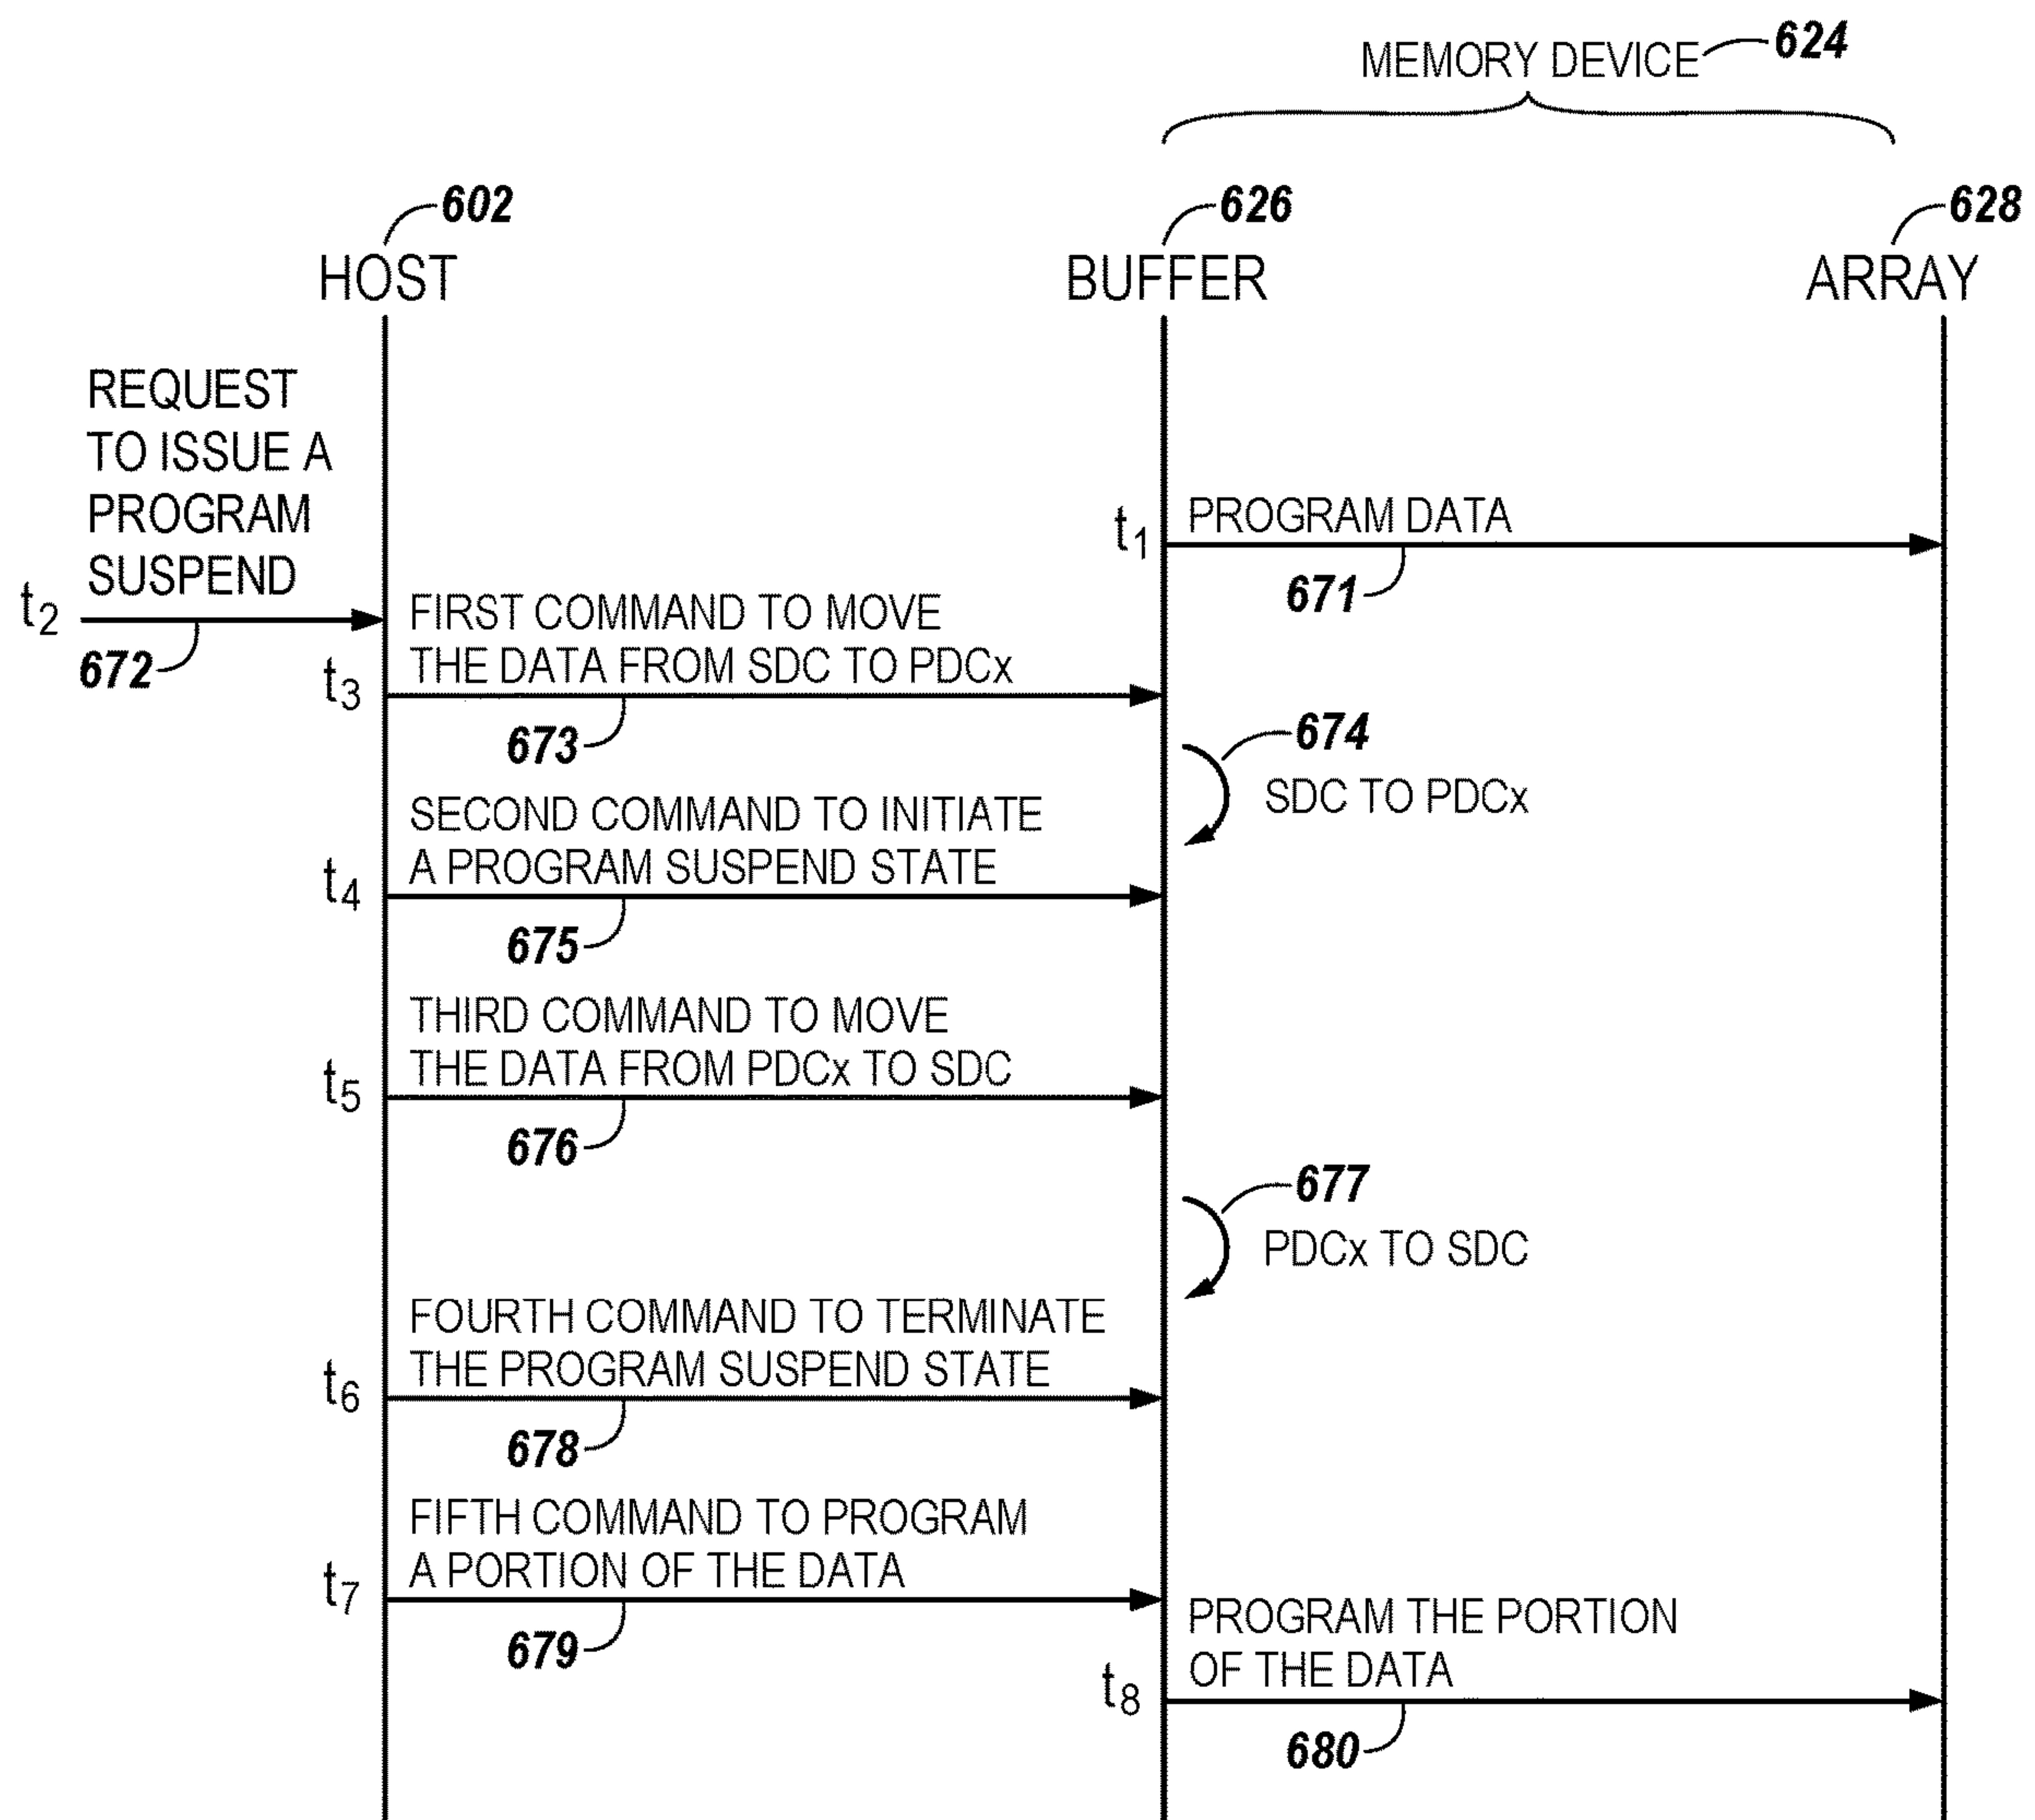 MEMORY DEVICE 624
602
626
628
HOST
BUFFER
ARRAY
REQUEST
TO ISSUE A
PROGRAM
SUSPEND
t1 PROGRAM DATA
671
t2
672
FIRST COMMAND TO MOVE
THE DATA FROM SDC TO PDCx
t3
673
674
SDC TO PDCx
SECOND COMMAND TO INITIATE
A PROGRAM SUSPEND STATE
t4
675
THIRD COMMAND TO MOVE
THE DATA FROM PDCx TO SDC
t5
676
677
PDCx TO SDC
FOURTH COMMAND TO TERMINATE
THE PROGRAM SUSPEND STATE
t6
678
FIFTH COMMAND TO PROGRAM
A PORTION OF THE DATA
t7
679
PROGRAM THE PORTION
OF THE DATA
t8
680